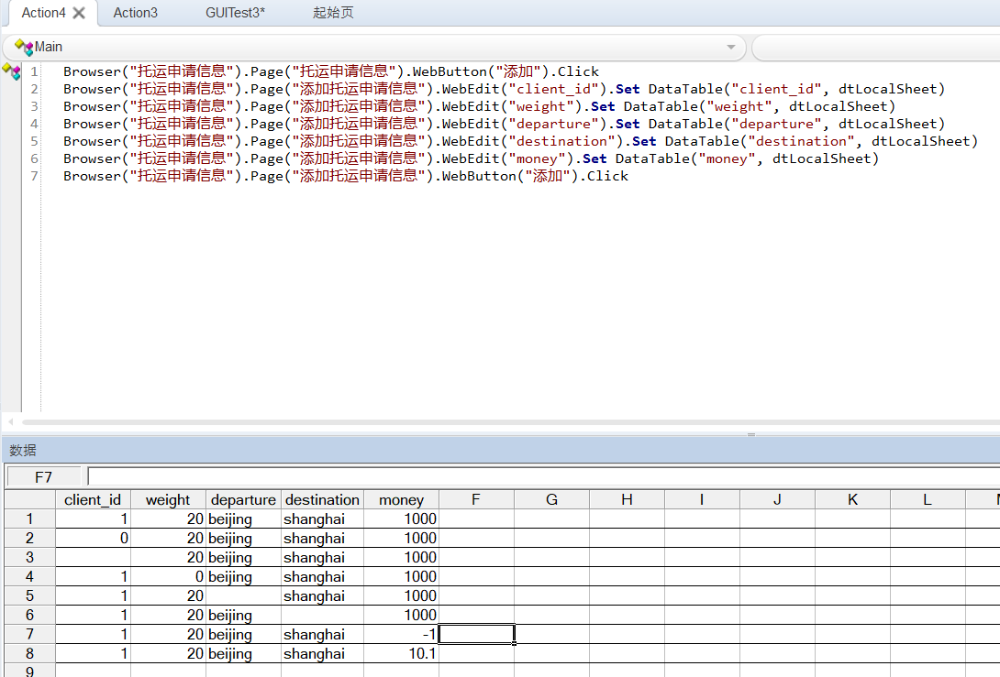 Action4 Action3 GUITest3* 起始页
Main
1 Browser("托运申请信息").Page("托运申请信息").WebButton("添加").Click
2 Browser("托运申请信息").Page("添加托运申请信息").WebEdit("client_id").Set DataTable("client_id", dtLocalSheet)
3 Browser("托运申请信息").Page("添加托运申请信息").WebEdit("weight").Set DataTable("weight", dtLocalSheet)
4 Browser("托运申请信息").Page("添加托运申请信息").WebEdit("departure").Set DataTable("departure", dtLocalSheet)
5 Browser("托运申请信息").Page("添加托运申请信息").WebEdit("destination").Set DataTable("destination", dtLocalSheet)
6 Browser("托运申请信息").Page("添加托运申请信息").WebEdit("money").Set DataTable("money", dtLocalSheet)
7 Browser("托运申请信息").Page("添加托运申请信息").WebButton("添加").Click
数据
F7
client_id weight departure destination money F G H I J K L
1 1 20 beijing shanghai 1000
2 0 20 beijing shanghai 1000
3 20 beijing shanghai 1000
4 1 0 beijing shanghai 1000
5 1 20 shanghai 1000
6 1 20 beijing 1000
7 1 20 beijing shanghai -1
8 1 20 beijing shanghai 10.1
9